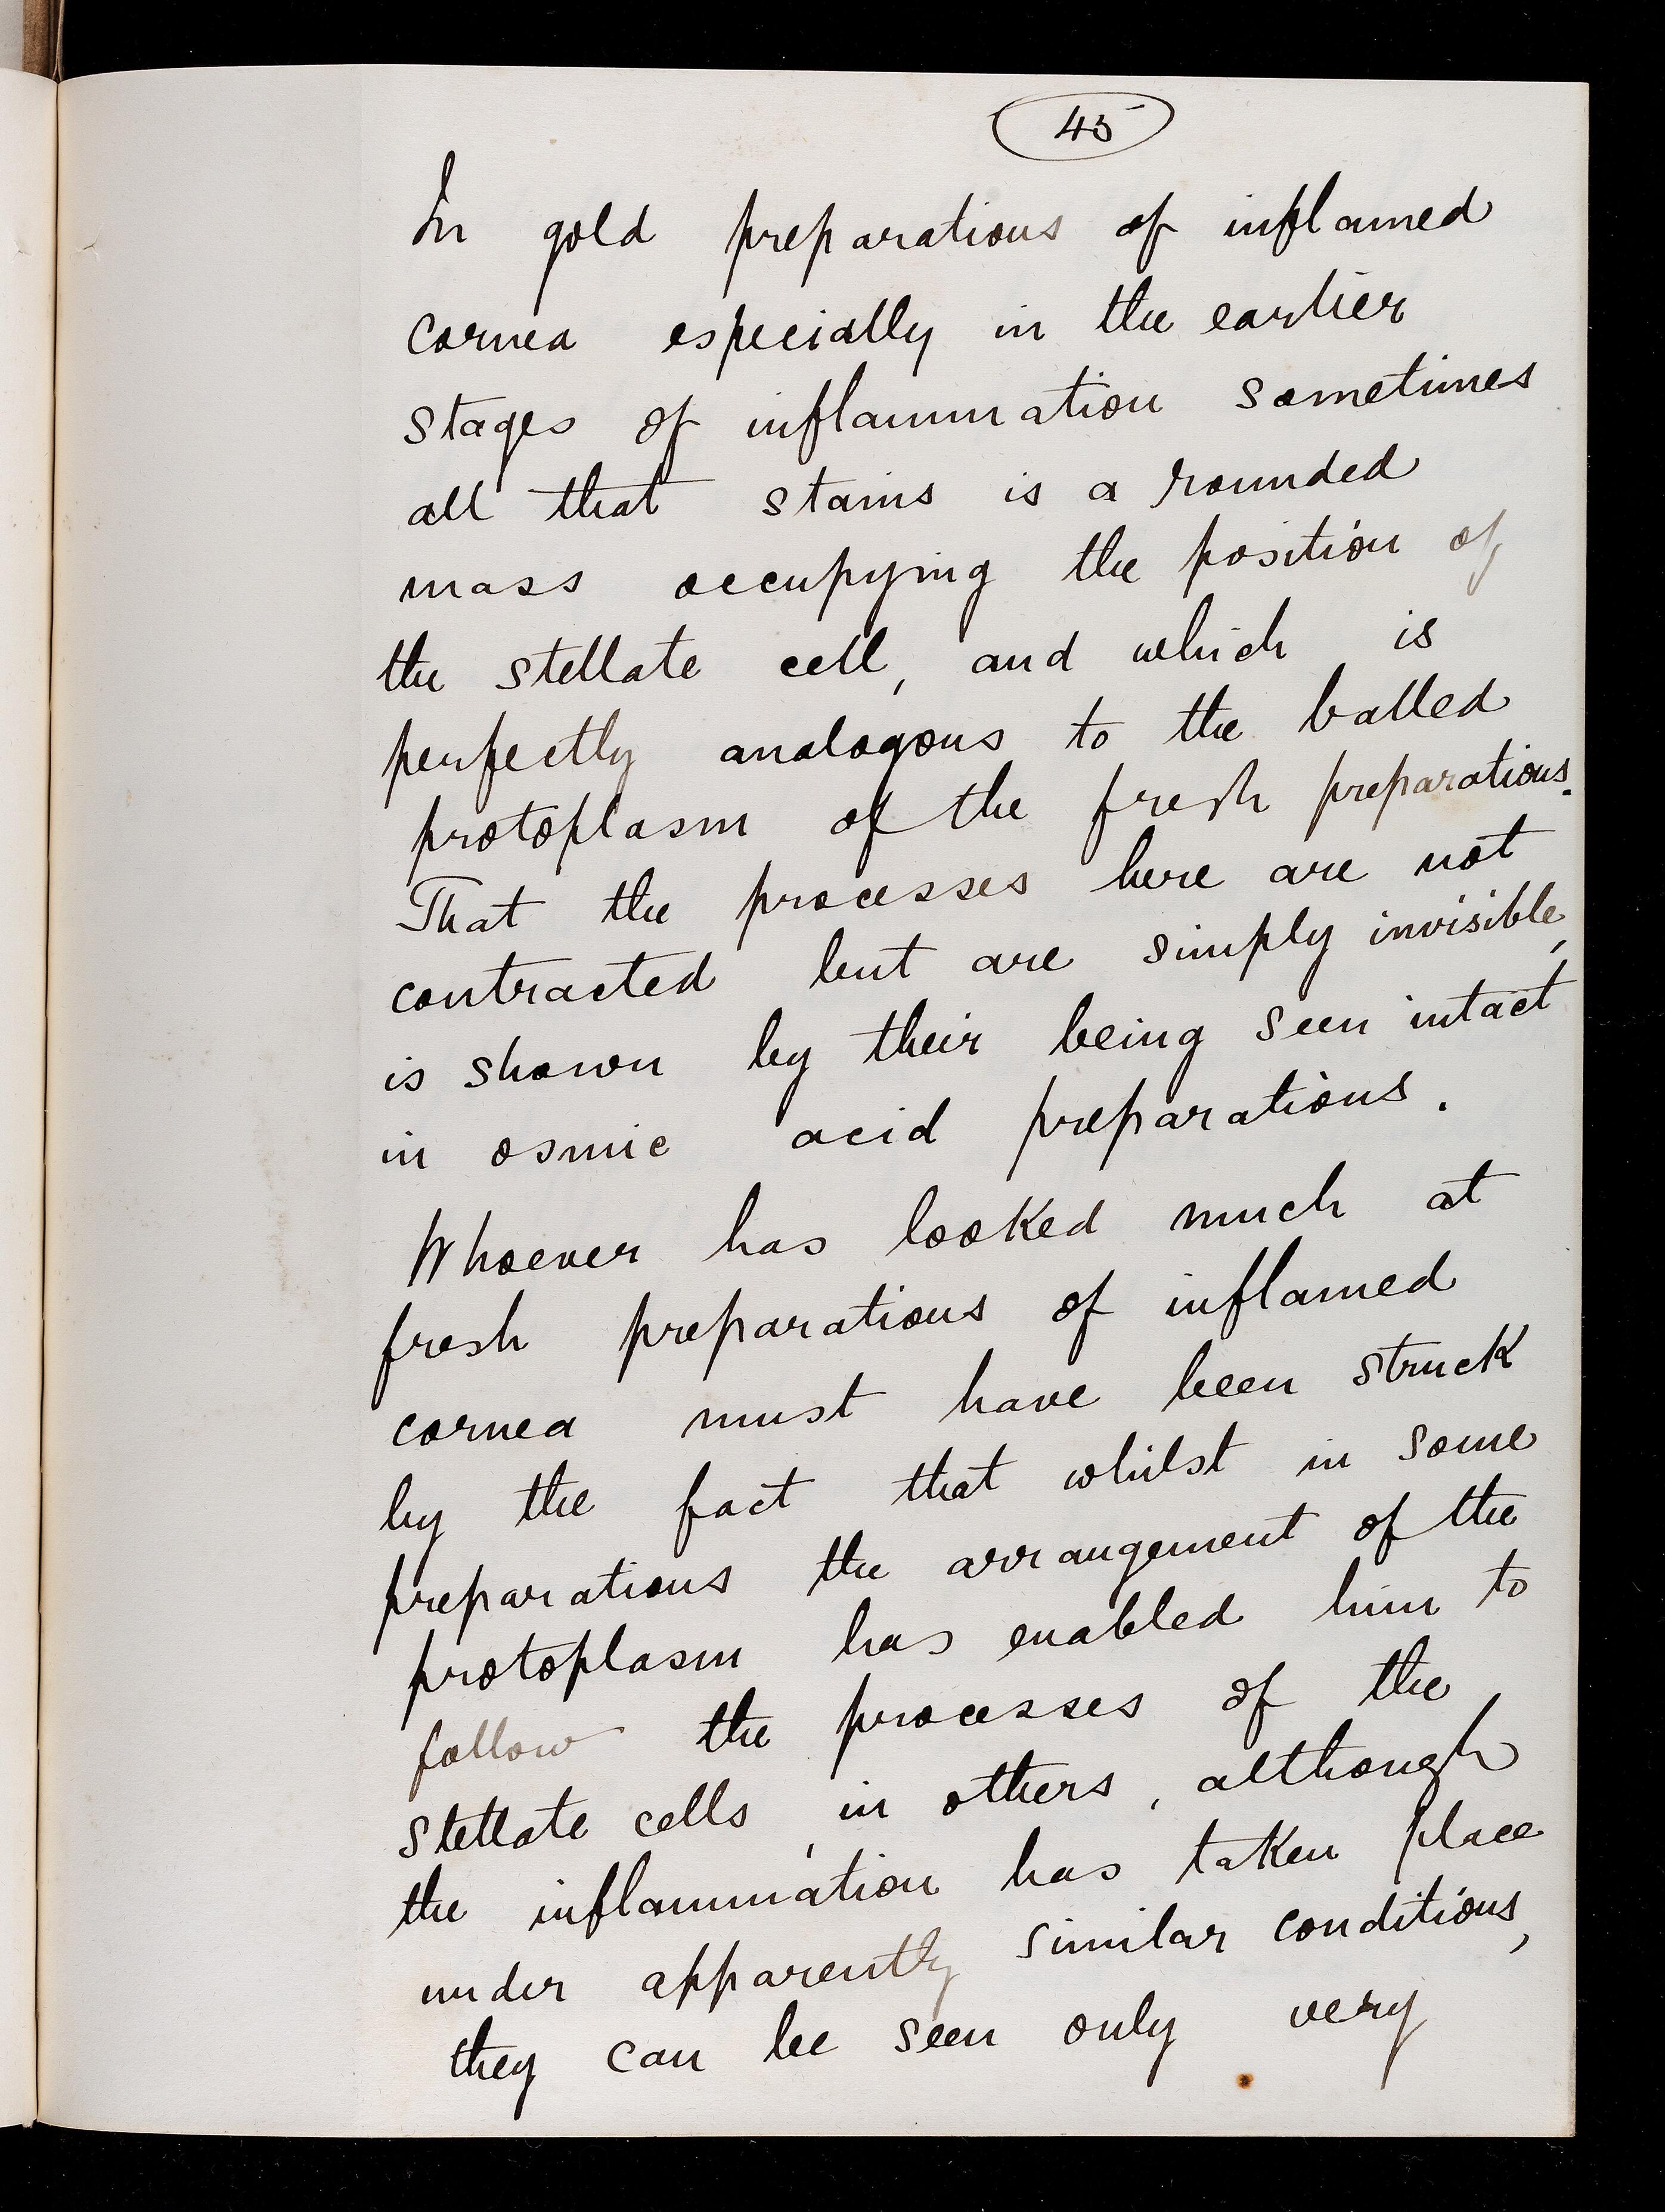 45
In gold preparations of inflamed
cornea especially in the earlier
stages of inflammation sometimes
all that stains is a rounded
mass occupying the position of
the stellate cell, and which is
perfectly analogous to the balled
protoplasm of the fresh preparations.
That the processes here are not
contracted but are simply invisible,
is shown by their being seen intact
in osmic acid preparations.
Whoever has looked much at
fresh preparations of inflamed
cornea must have been struck
by the fact that whilst in some
preparations the arrangement of the
protoplasm has enabled him to
follow the processes of the
stellate cells, in others, although
the inflammation has taken place
under apparently similar conditions,
they can be seen only very